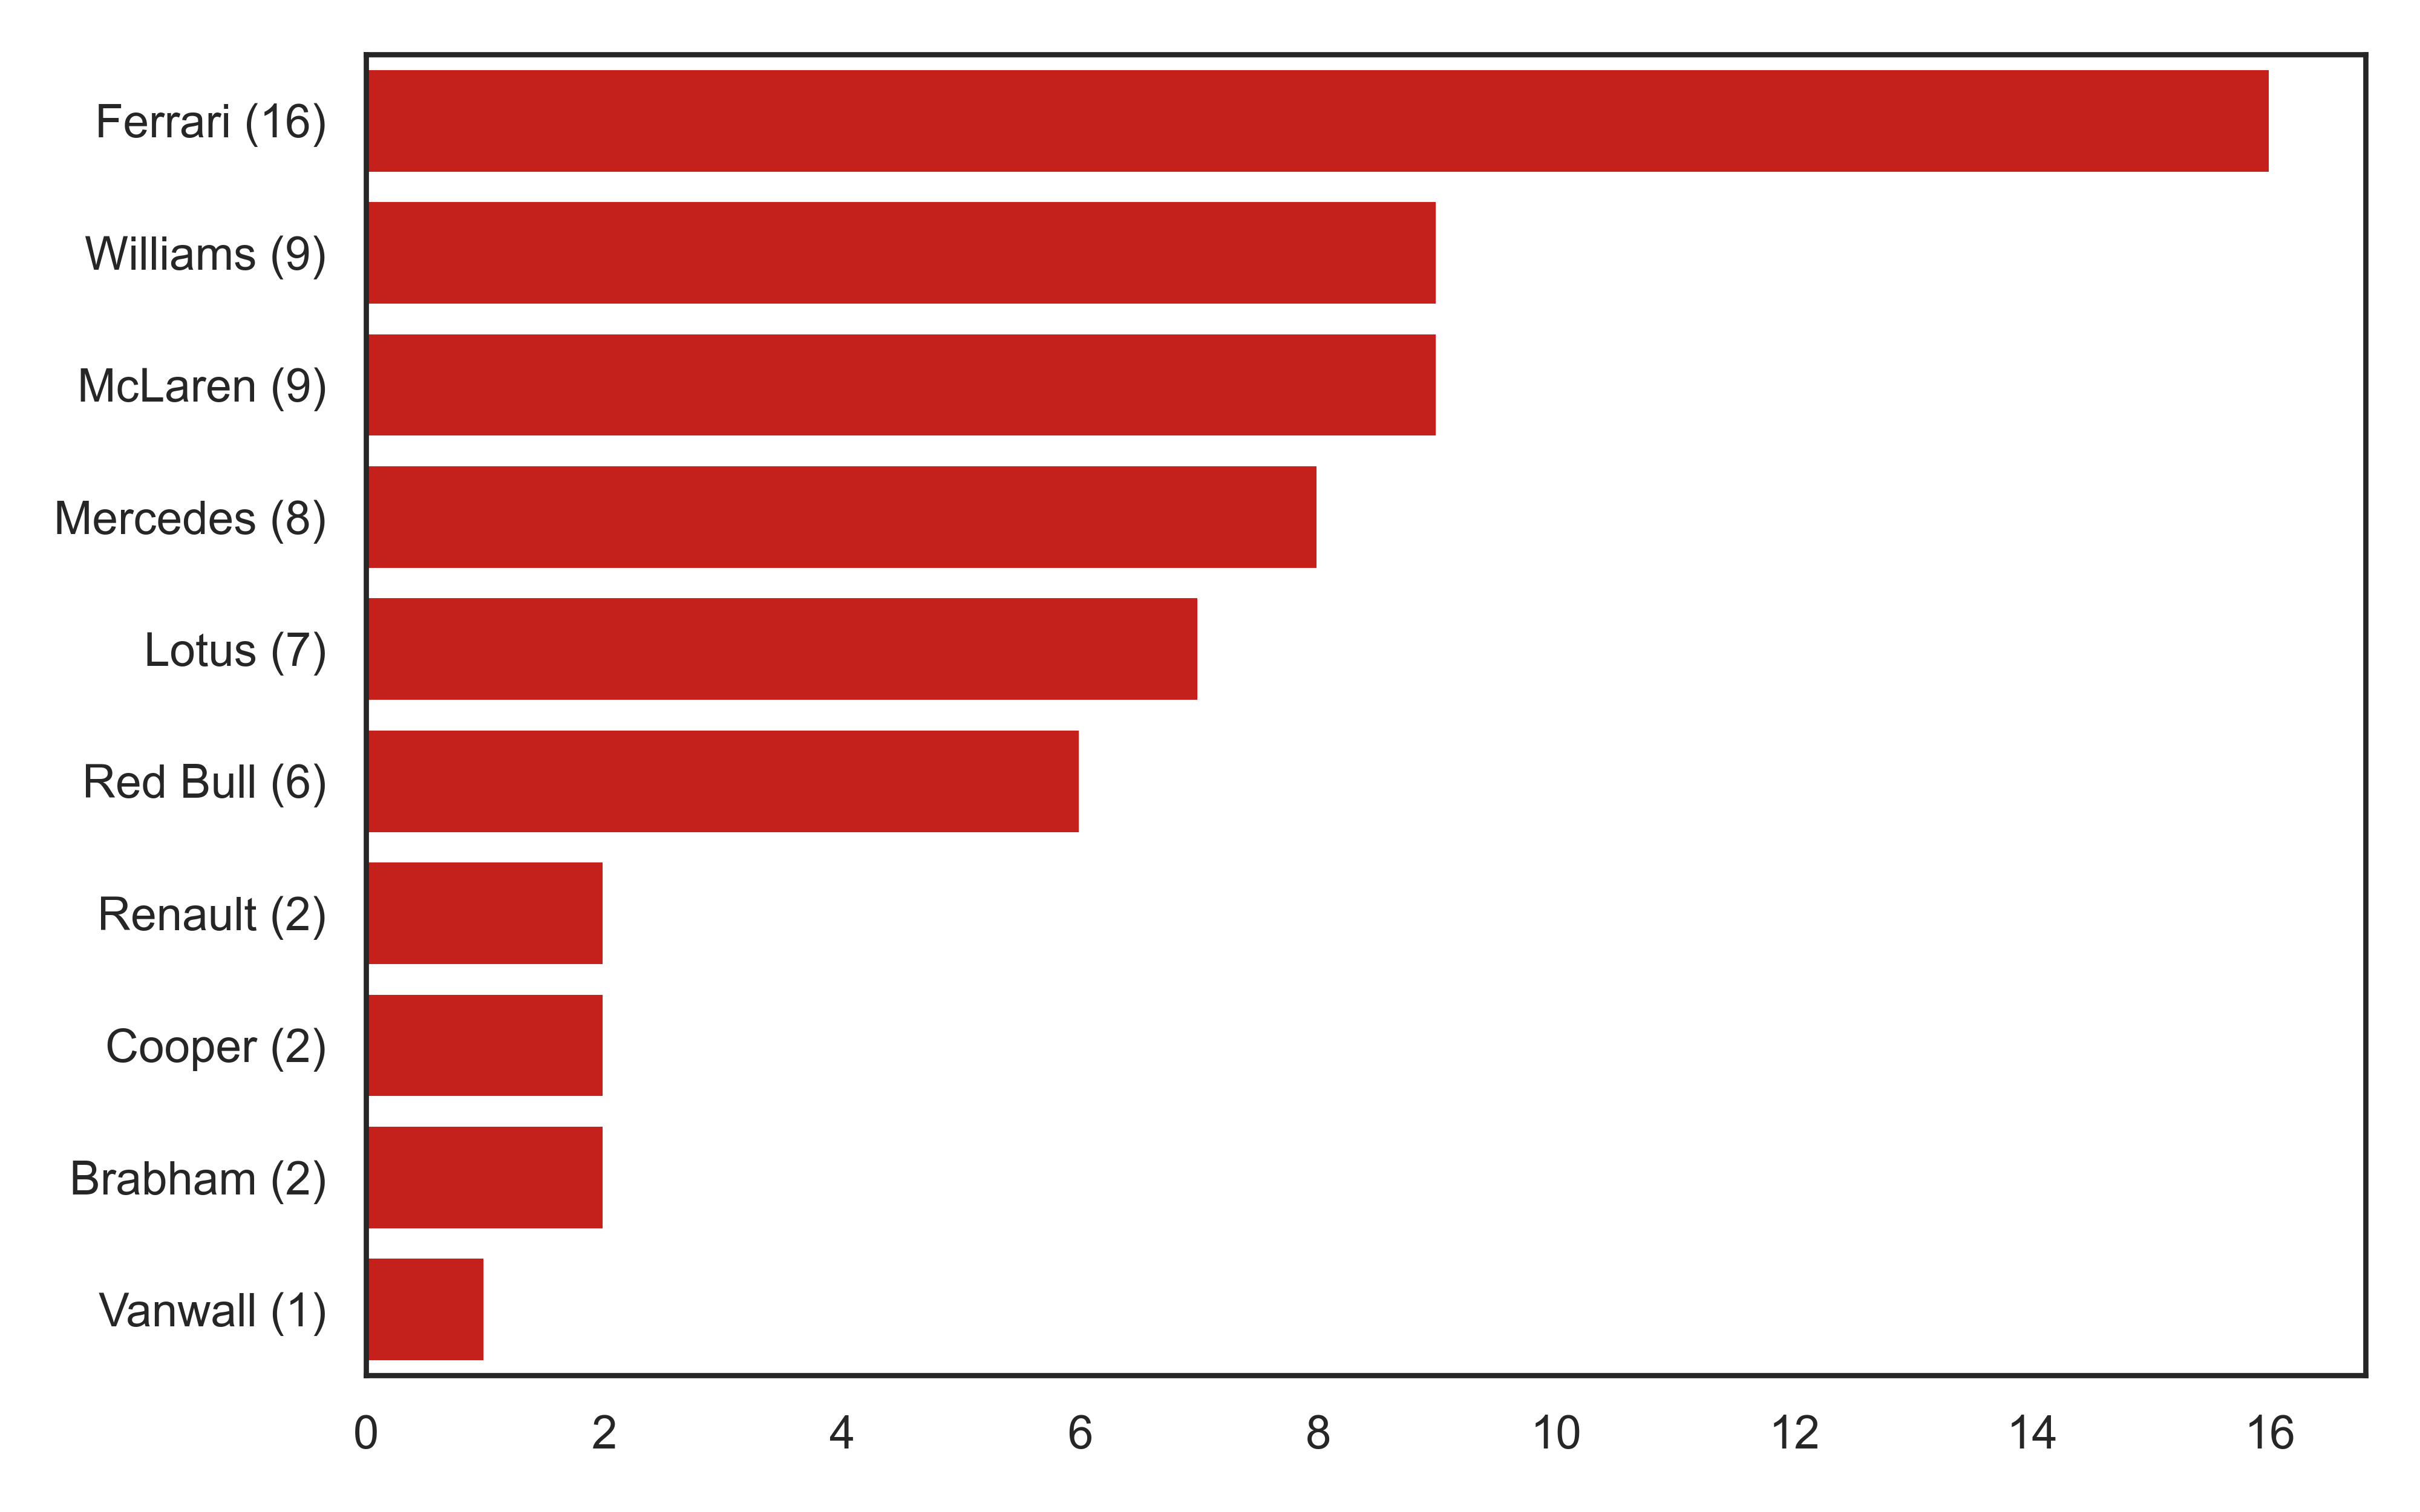 Ferrari (16)
Williams (9)
McLaren (9)
Mercedes (8)
Lotus (7)
Red Bull (6)
Renault (2)
Cooper (2)
Brabham (2)
Vanwall (1)
0 2 4 6 8 10 12 14 16